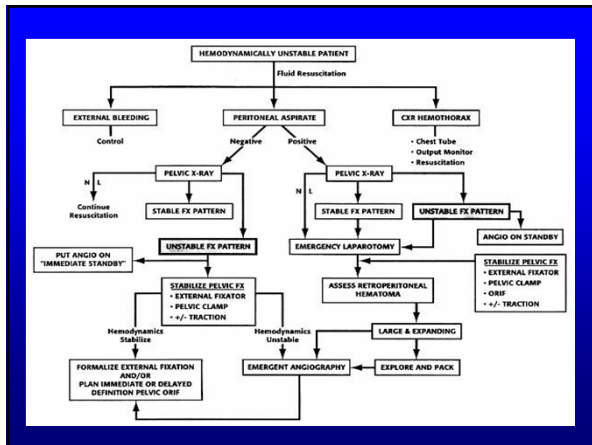 HEMODYNAMICALLY UNSTABLE PATIENT
Fluid Resuscitation
EXTERNAL BLEEDING
PERITONEAL ASPIRATE
CXR HEMOTHORAX
Control
Negative
Positive
• Chest Tube
• Output Monitor
• Resuscitation
PELVIC X-RAY
PELVIC X-RAY
N L
N L
Continue
Resuscitation
STABLE FX PATTERN
STABLE FX PATTERN
UNSTABLE FX PATTERN
ANGIO ON STANDBY
UNSTABLE FX PATTERN
EMERGENCY LAPAROTOMY
PUT ANGIO ON
"IMMEDIATE STANDBY"
STABILIZE PELVIC FX
• EXTERNAL FIXATOR
• PELVIC CLAMP
• +/- TRACTION
ASSESS RETROPERITONEAL
HEMATOMA
STABILIZE PELVIC FX
• EXTERNAL FIXATOR
• PELVIC CLAMP
• ORIF
• +/- TRACTION
Hemodynamics
Stabilize
Hemodynamics
Unstable
LARGE & EXPANDING
FORMALIZE EXTERNAL FIXATION
AND/OR
PLAN IMMEDIATE OR DELAYED
DEFINITION PELVIC ORIF
EMERGENT ANGIOGRAPHY
EXPLORE AND PACK